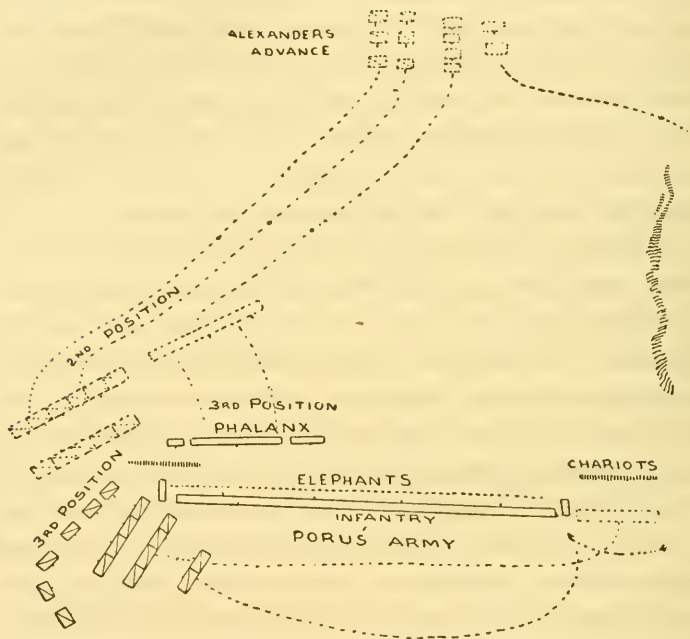 ALEXANDERS
ADVANCE
2ND POSITION
3RD POSITION
PHALANX
3RD POSITION
CHARIOTS
ELEPHANTS
INFANTRY
PORUS' ARMY